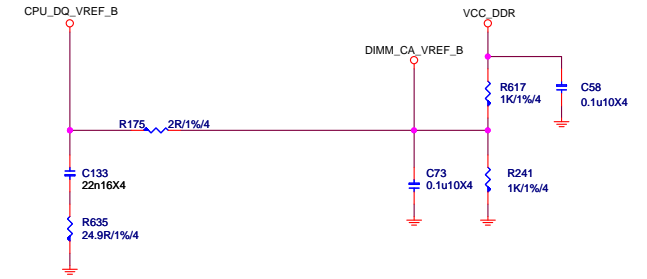 CPU_DQ_VREF_B
VCC_DDR
DIMM_CA_VREF_B
R617
1K/1%/4
C58
0.1u10X4
R175
2R/1%/4
C133
22n16X4
C73
0.1u10X4
R241
1K/1%/4
R635
24.9R/1%/4